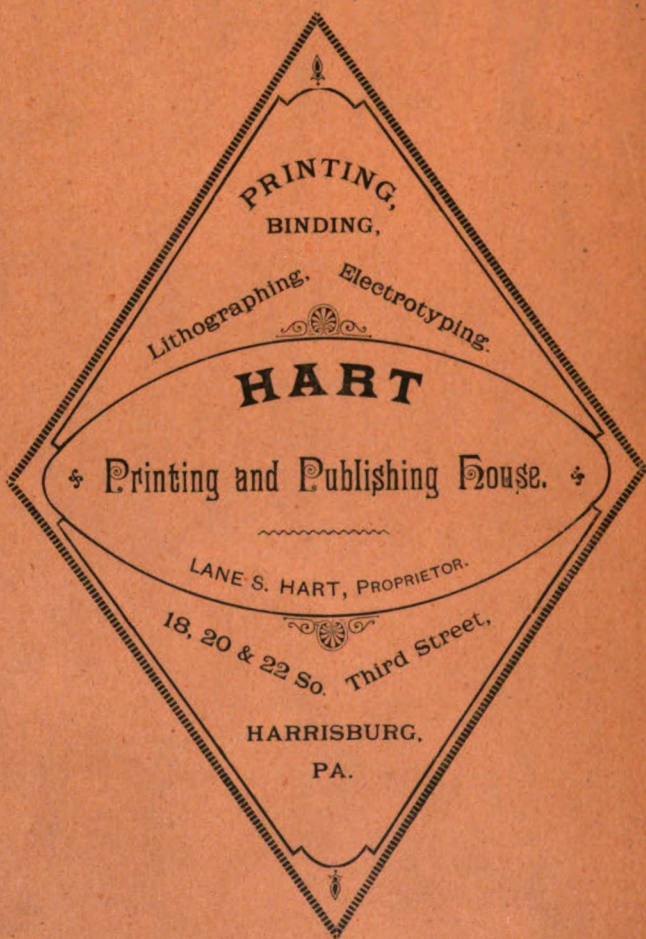 PRINTING,
BINDING,
Lithographing, Electrotyping.
HART
Printing and Publishing House.
LANE S. HART, PROPRIETOR.
18, 20 & 22 So. Third Street,
HARRISBURG,
PA.